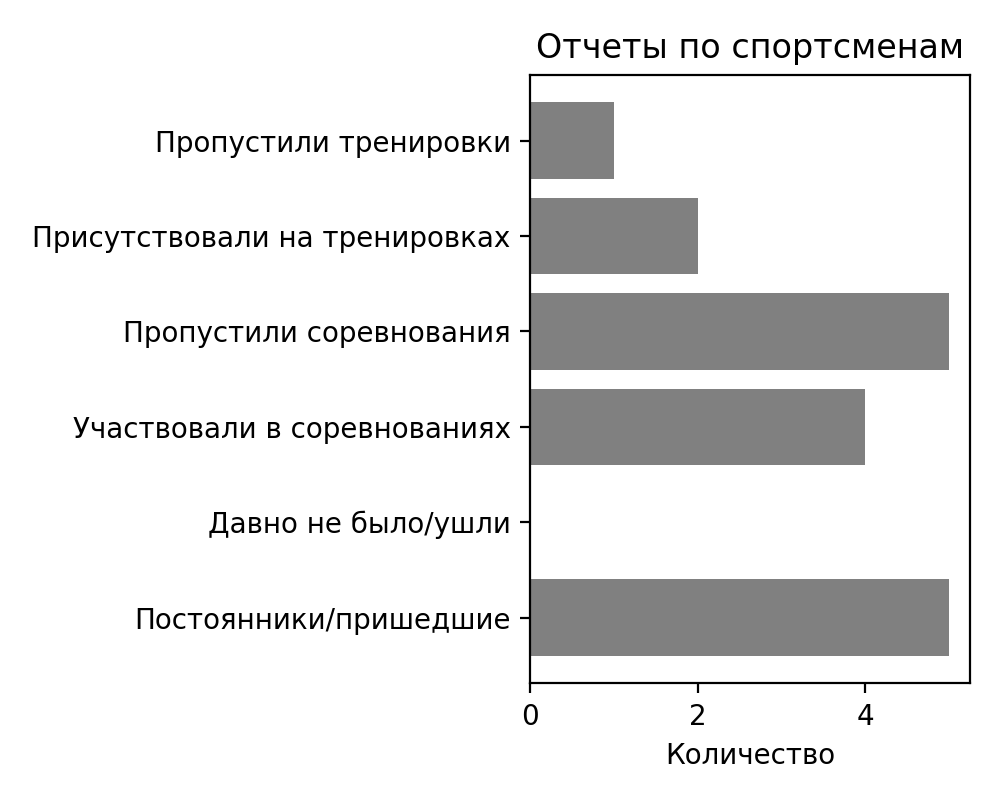 Отчеты по спортсменам
Пропустили тренировки
Присутствовали на тренировках
Пропустили соревнования
Участвовали в соревнованиях
Давно не было/ушли
Постоянники/пришедшие
0 2 4
Количество